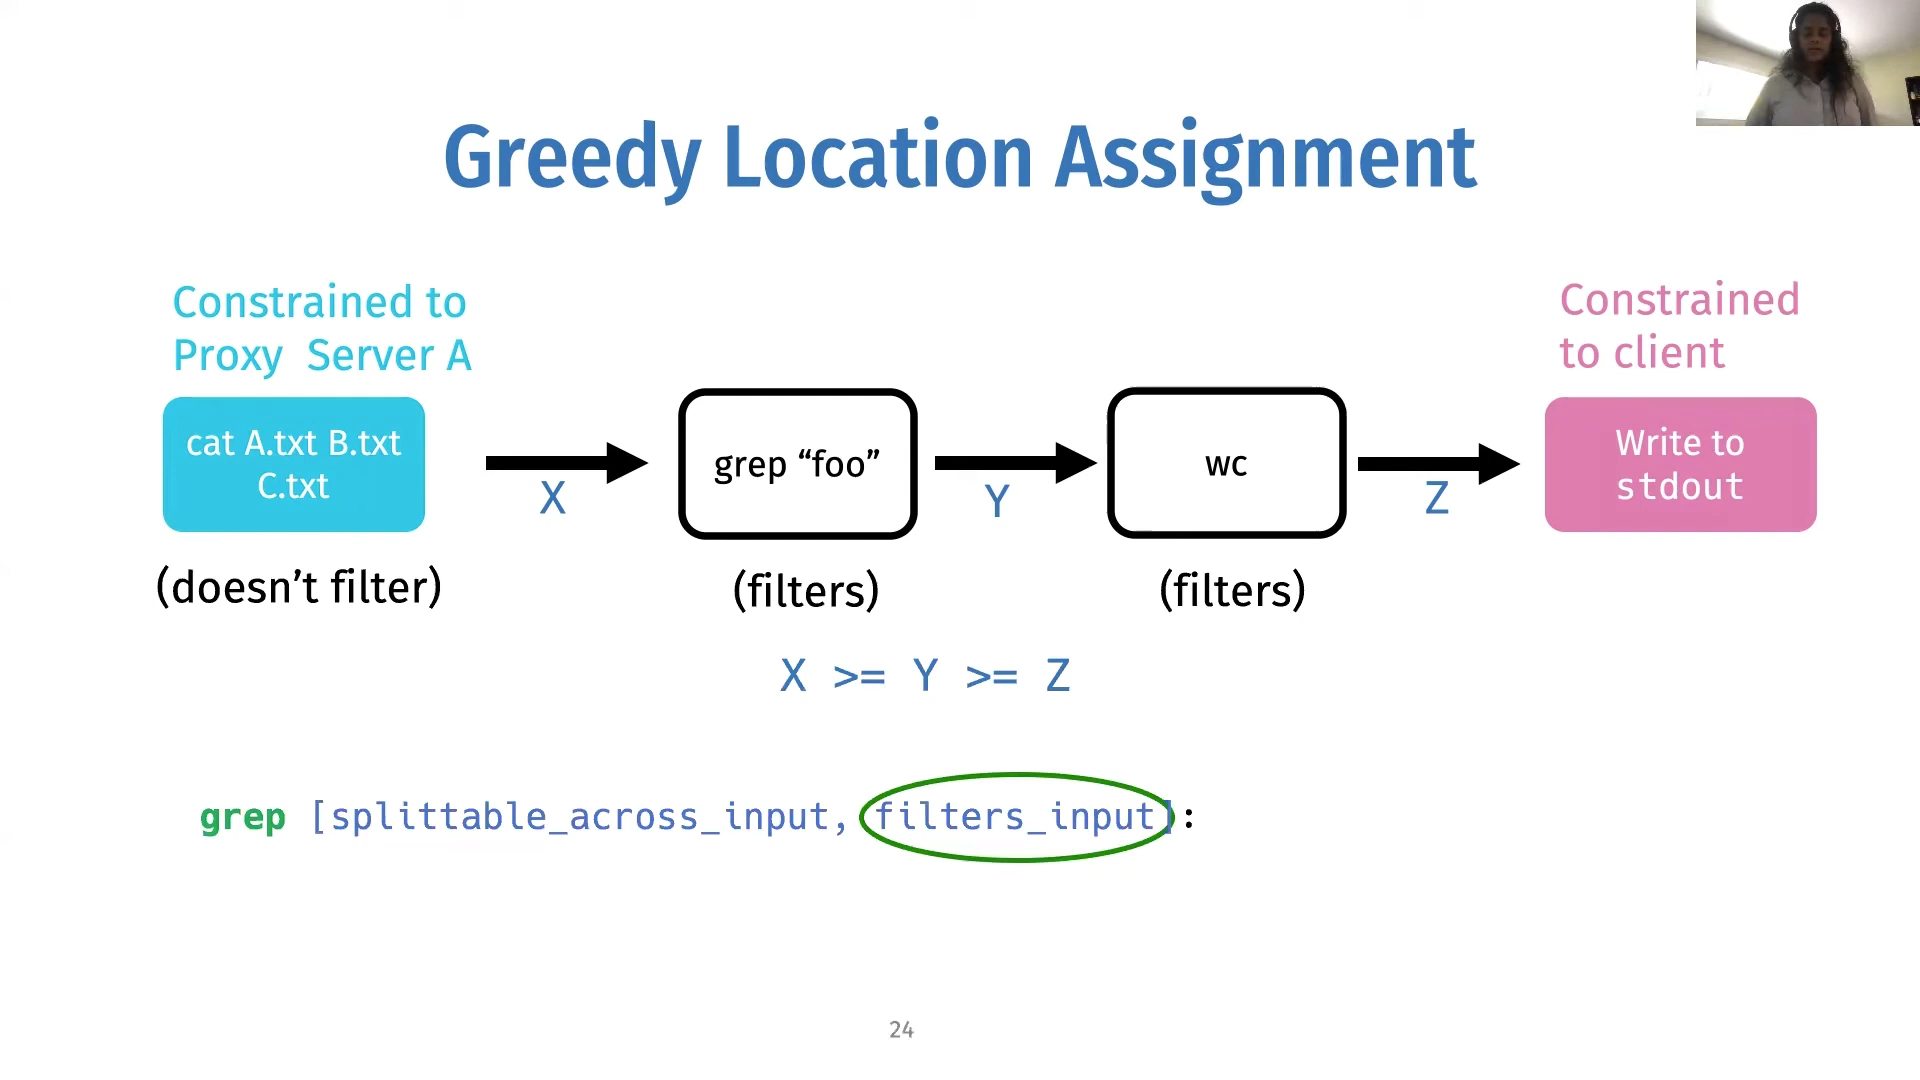 Greedy Location Assignment
Constrained to
Proxy Server A
Constrained
to client
cat A.txt B.txt
C.txt
X
grep “foo”
Y
wc
Z
Write to
stdout
(doesn’t filter)
(filters)
(filters)
X >= Y >= Z
grep [splittable_across_input, filters_input]:
24